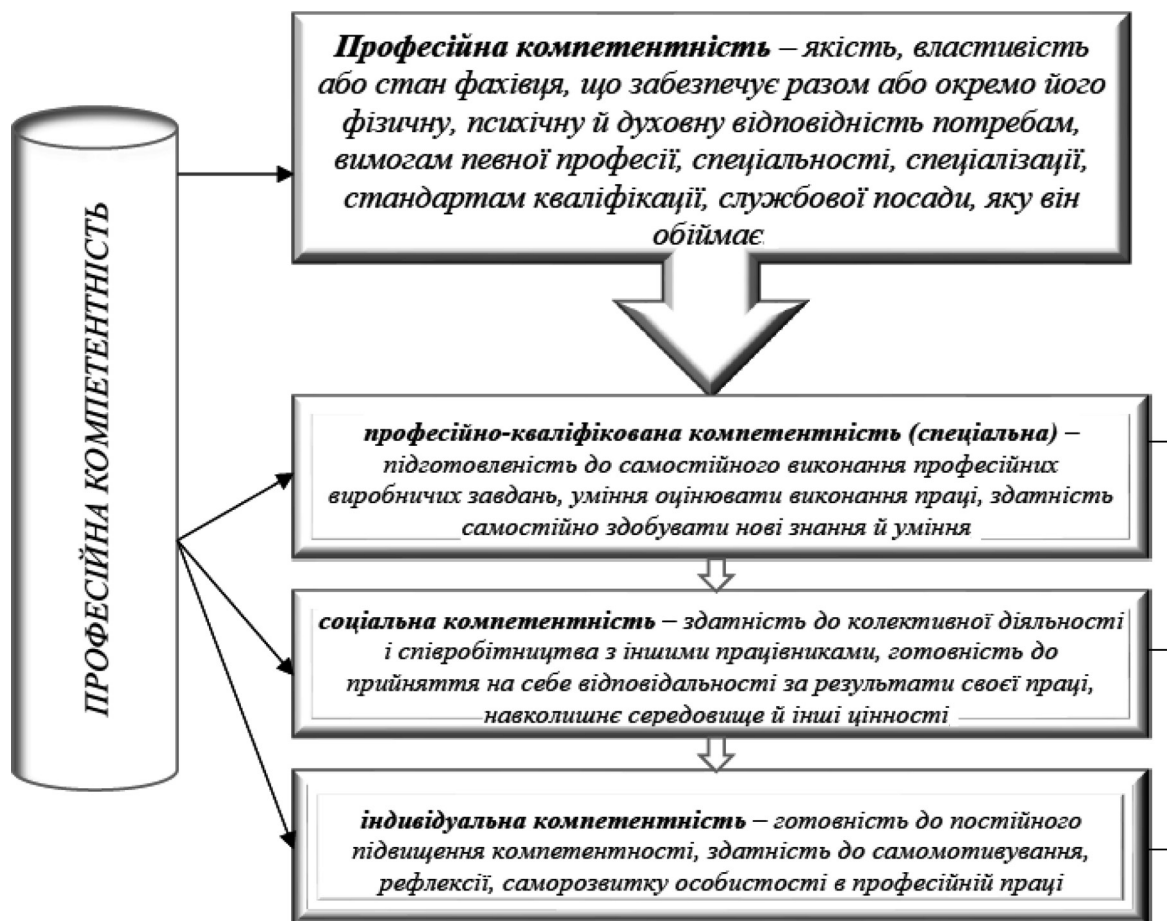 ПРОФЕСІЙНА КОМПЕТЕНТНІСТЬ
Професійна компетентність – якість, властивість
або стан фахівця, що забезпечує разом або окремо його
фізичну, психічну й духовну відповідність потребам,
вимогам певної професії, спеціальності, спеціалізації,
стандартам кваліфікації, службової посади, яку він
обіймає
професійно-кваліфікована компетентність (спеціальна) –
підготовленість до самостійного виконання професійних
виробничих завдань, уміння оцінювати виконання праці, здатність
самостійно здобувати нові знання й уміння
соціальна компетентність – здатність до колективної діяльності
і співробітництва з іншими працівниками, готовність до
прийняття на себе відповідальності за результати своєї праці,
навколишнє середовище й інші цінності
індивідуальна компетентність – готовність до постійного
підвищення компетентності, здатність до самомотивування,
рефлексії, саморозвитку особистості в професійній праці